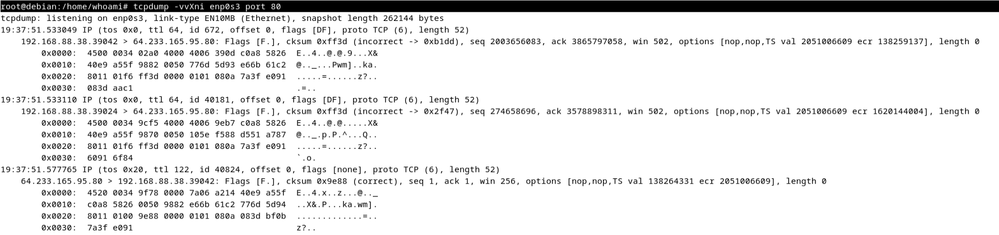 root@debian:/home/whoami# tcpdump -vvXni enp0s3 port 80
tcpdump: listening on enp0s3, link-type EN10MB (Ethernet), snapshot length 262144 bytes
19:37:51.533049 IP (tos 0x0, ttl 64, id 672, offset 0, flags [DF], proto TCP (6), length 52)
    192.168.88.38.39042 > 64.233.165.95.80: Flags [F.], cksum 0xff3d (incorrect -> 0xb1dd), seq 2003656083, ack 3865797058, win 502, options [nop,nop,TS val 2051006609 ecr 138259137], length 0
        0x0000:  4500 0034 02a0 4000 4006 390d c0a8 5826  E..4..@.@.9...X&
        0x0010:  40e9 a55f 9882 0050 776d 5d93 e66b 61c2  @.._...Pwm]..ka.
        0x0020:  8011 01f6 ff3d 0000 0101 080a 7a3f e091  .....=......z?..
        0x0030:  083d aac1                                .=..
19:37:51.533110 IP (tos 0x0, ttl 64, id 40181, offset 0, flags [DF], proto TCP (6), length 52)
    192.168.88.38.39024 > 64.233.165.95.80: Flags [F.], cksum 0xff3d (incorrect -> 0x2f47), seq 274658696, ack 3578898311, win 502, options [nop,nop,TS val 2051006609 ecr 1620144004], length 0
        0x0000:  4500 0034 9cf5 4000 4006 9eb7 c0a8 5826  E..4..@.@.....X&
        0x0010:  40e9 a55f 9870 0050 105e f588 d551 a787  @.._.p.P.^...Q..
        0x0020:  8011 01f6 ff3d 0000 0101 080a 7a3f e091  .....=......z?..
        0x0030:  6091 6f84                                `.o.
19:37:51.577765 IP (tos 0x20, ttl 122, id 40824, offset 0, flags [none], proto TCP (6), length 52)
    64.233.165.95.80 > 192.168.88.38.39042: Flags [F.], cksum 0x9e88 (correct), seq 1, ack 1, win 256, options [nop,nop,TS val 138264331 ecr 2051006609], length 0
        0x0000:  4520 0034 9f78 0000 7a06 a214 40e9 a55f  E..4.x..z...@.._
        0x0010:  c0a8 5826 0050 9882 e66b 61c2 776d 5d94  ..X&.P...ka.wm].
        0x0020:  8011 0100 9e88 0000 0101 080a 083d bf0b  .............=..
        0x0030:  7a3f e091                                z?..